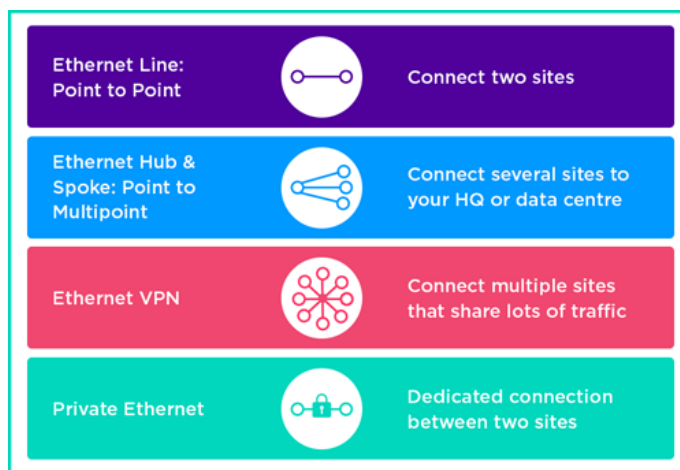 Ethernet Line:
Point to Point
Connect two sites
Ethernet Hub &
Spoke: Point to
Multipoint
Connect several sites to
your HQ or data centre
Ethernet VPN
Connect multiple sites
that share lots of traffic
Private Ethernet
Dedicated connection
between two sites